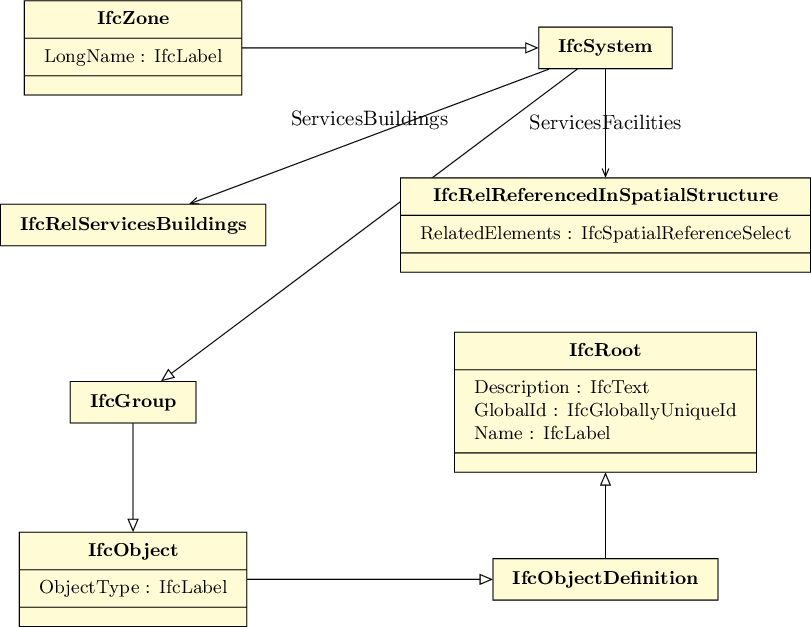 IfcZone
LongName : IfcLabel
IfcSystem
ServicesBuildings
ServicesFacilities
IfcRelServicesBuildings
IfcRelReferencedInSpatialStructure
RelatedElements : IfcSpatialReferenceSelect
IfcRoot
Description : IfcText
GlobalId : IfcGloballyUniqueId
Name : IfcLabel
IfcGroup
IfcObject
ObjectType : IfcLabel
IfcObjectDefinition